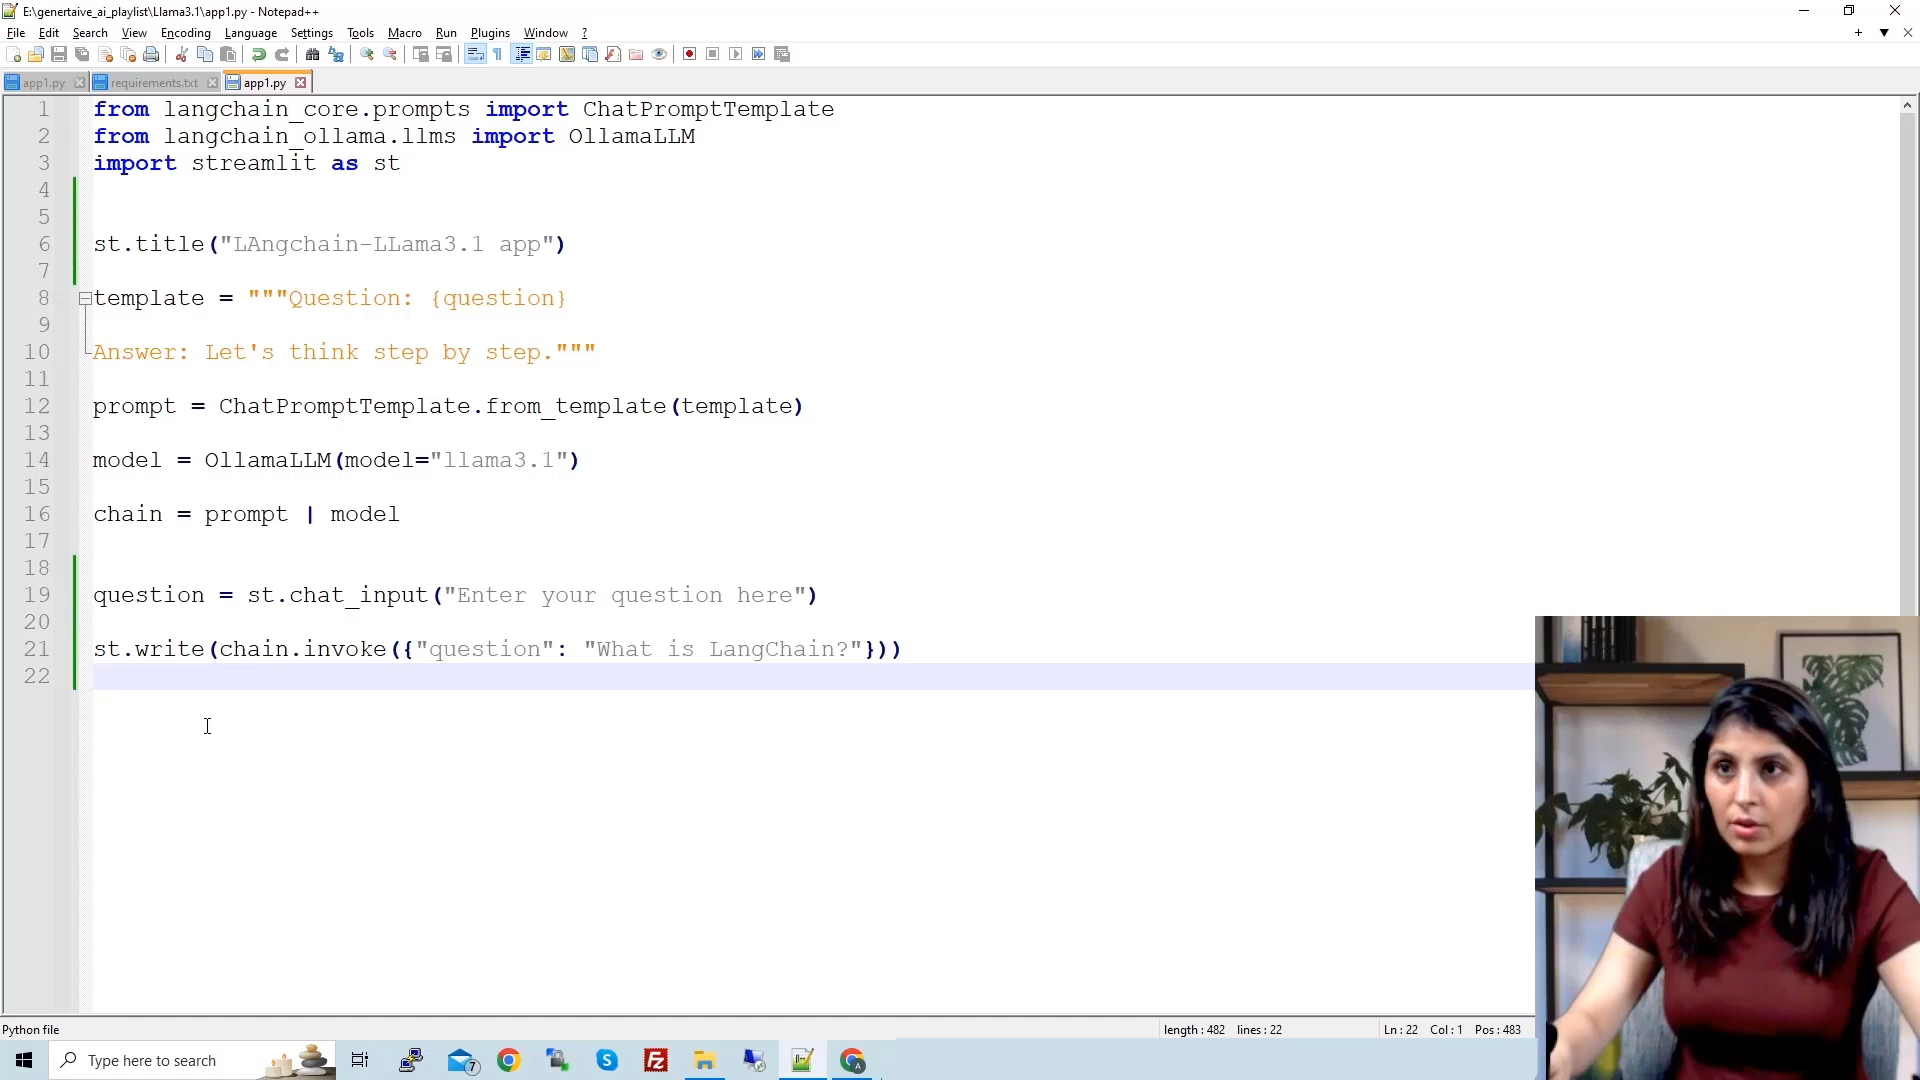 E:\genertaive_ai_playlist\Llama3.1\app1.py - Notepad++
File Edit Search View Encoding Language Settings Tools Macro Run Plugins Window ?
app1.py requirements.txt app1.py
1 from langchain_core.prompts import ChatPromptTemplate
2 from langchain_ollama.llms import OllamaLLM
3 import streamlit as st
4
5
6 st.title("LAngchain-LLama3.1 app")
7
8 template = """Question: {question}
9
10 Answer: Let's think step by step."""
11
12 prompt = ChatPromptTemplate.from_template(template)
13
14 model = OllamaLLM(model="llama3.1")
15
16 chain = prompt | model
17
18
19 question = st.chat_input("Enter your question here")
20
21 st.write(chain.invoke({"question": "What is LangChain?"}))
22
Python file length : 482 lines : 22 Ln : 22 Col : 1 Pos : 483
Type here to search 7 A